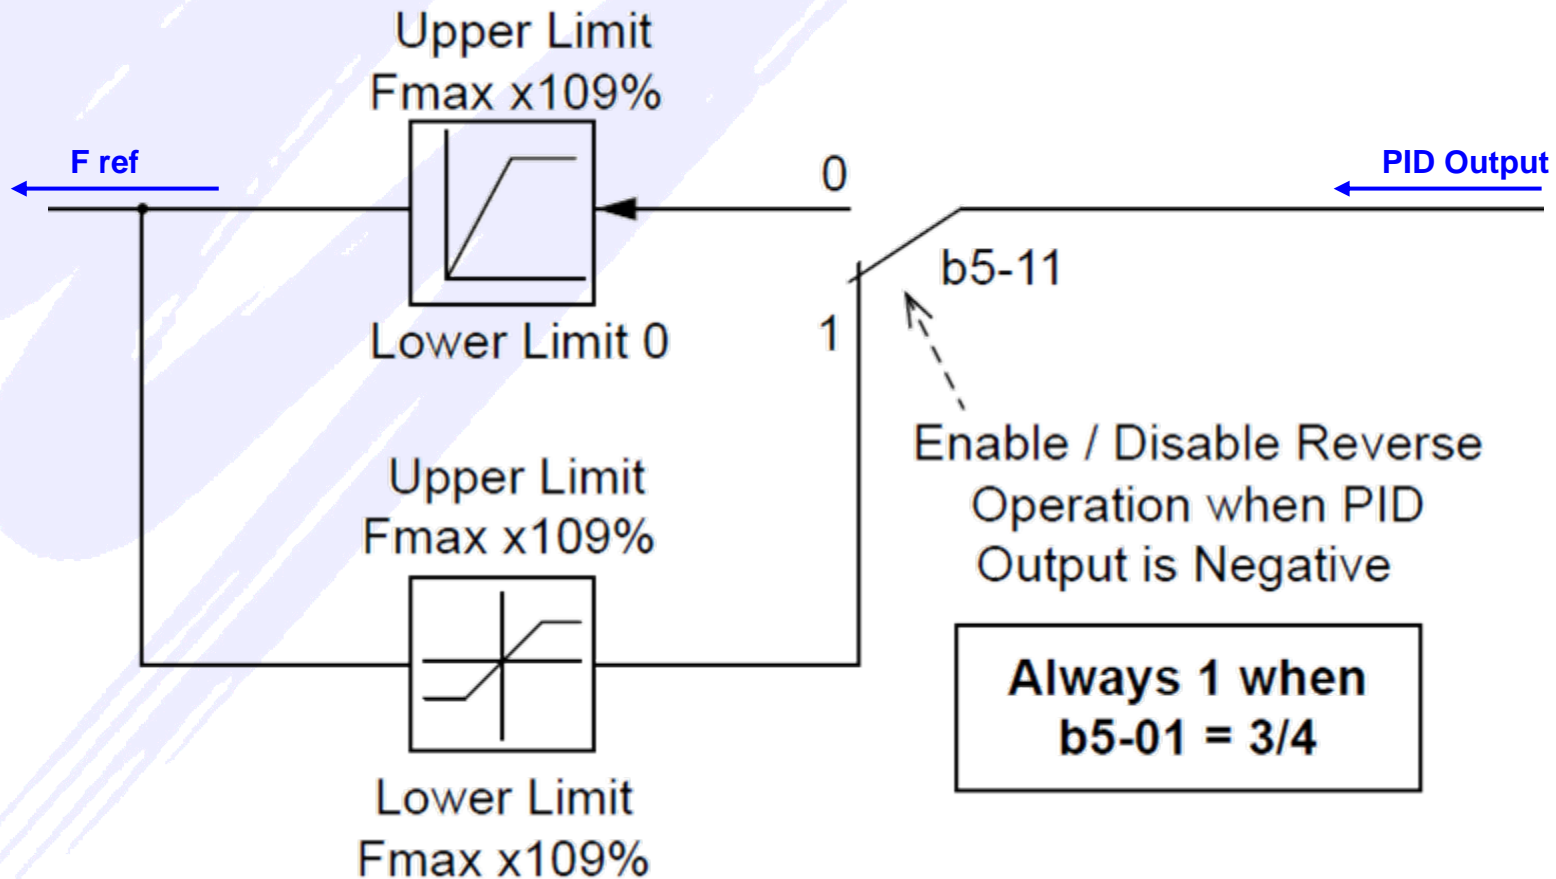 Upper Limit
Fmax x109%
F ref
0
PID Output
b5-11
Lower Limit 0
1
Enable / Disable Reverse
Operation when PID
Output is Negative
Upper Limit
Fmax x109%
Always 1 when
b5-01 = 3/4
Lower Limit
Fmax x109%